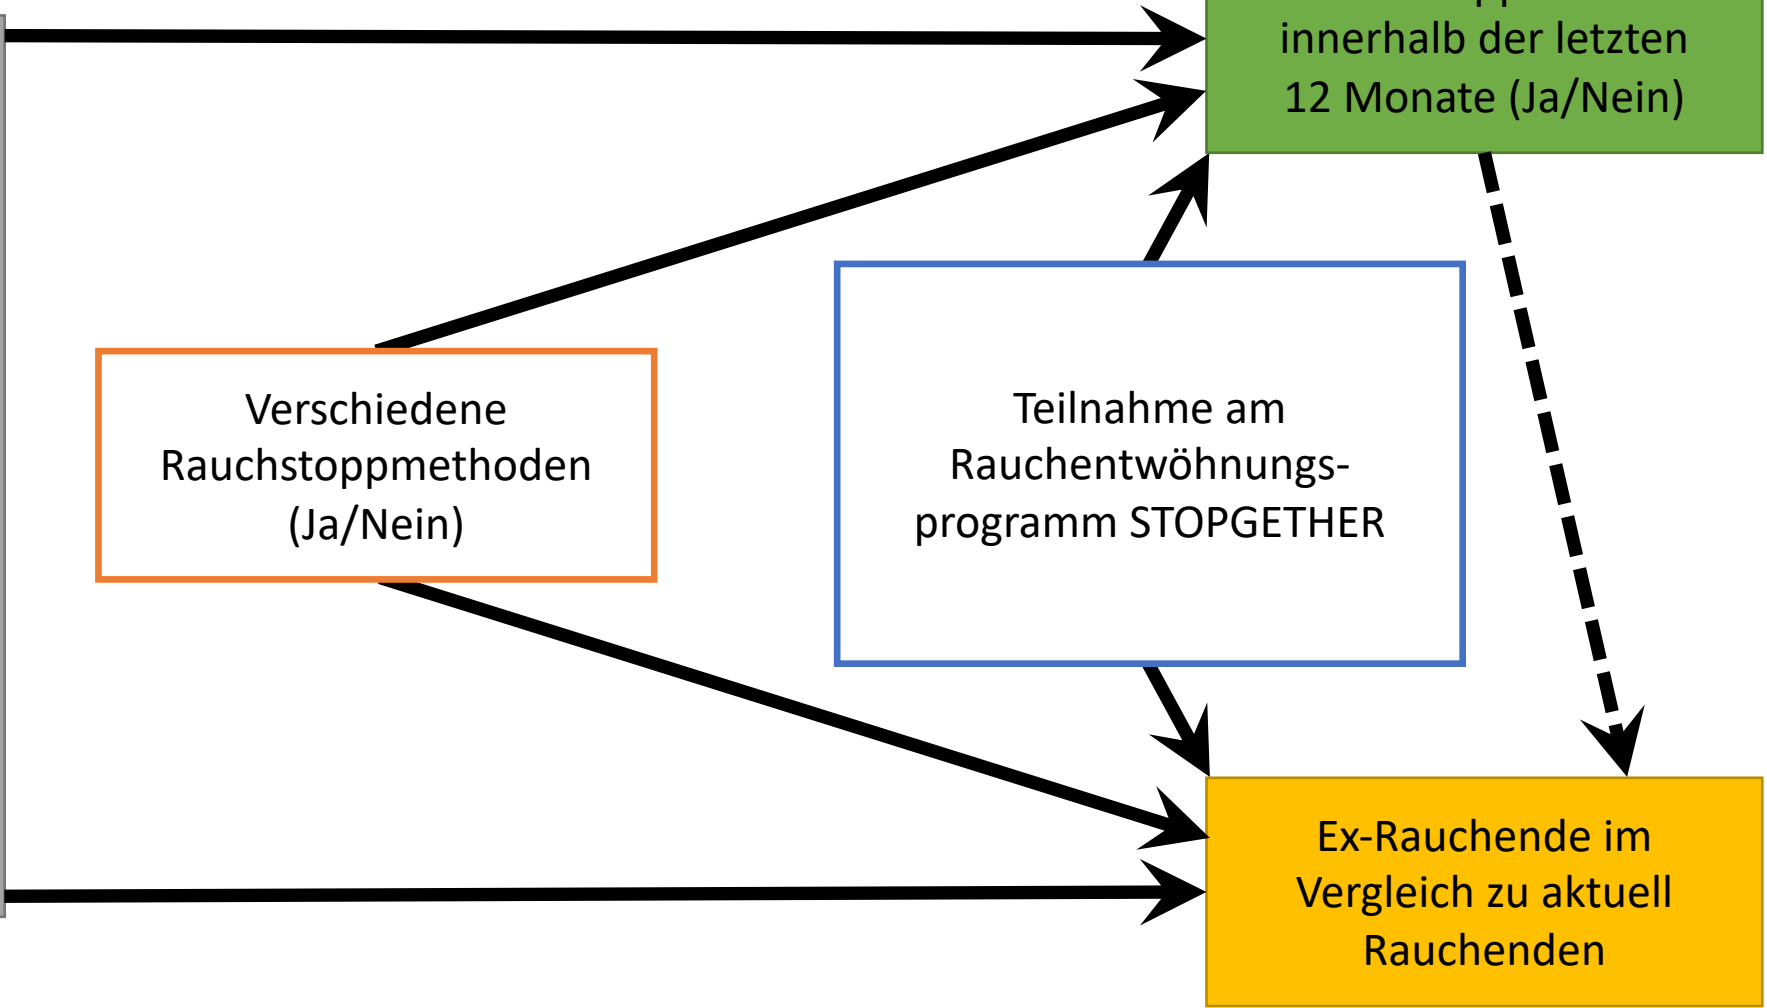 innerhalb der letzten
12 Monate (Ja/Nein)
Verschiedene
Rauchstoppmethoden
(Ja/Nein)
Teilnahme am
Rauchentwöhnungs-
programm STOPGETHER
Ex-Rauchende im
Vergleich zu aktuell
Rauchenden